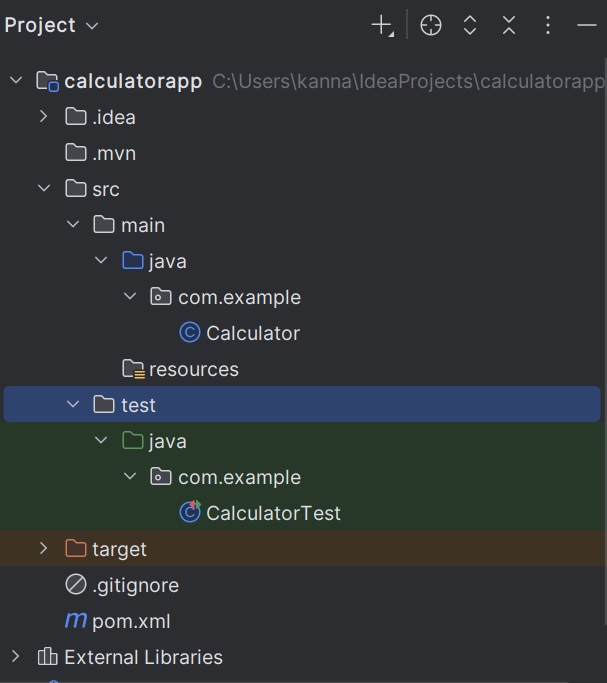 Project
calculatorapp C:\Users\kanna\IdeaProjects\calculatorapp
.idea
.mvn
src
main
java
com.example
Calculator
resources
test
java
com.example
CalculatorTest
target
.gitignore
pom.xml
External Libraries